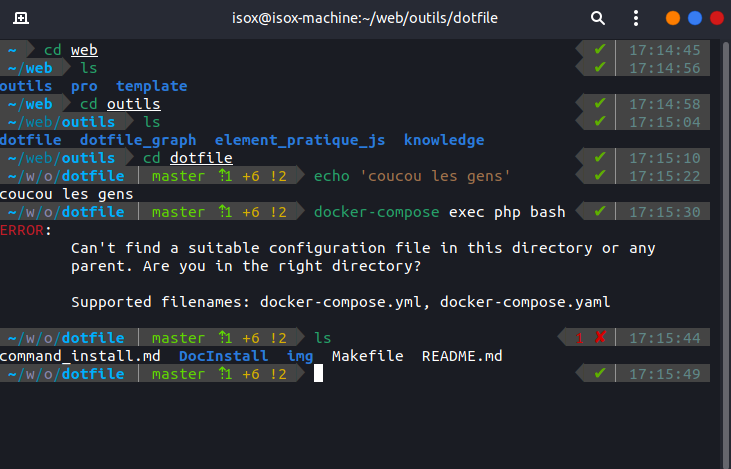 isox@isox-machine:~/web/outils/dotfile
~ cd web ✔ 17:14:45
~/web ls ✔ 17:14:56
outils pro template
~/web cd outils ✔ 17:14:58
~/web/outils ls ✔ 17:15:04
dotfile dotfile_graph element_pratique_js knowledge
~/web/outils cd dotfile ✔ 17:15:10
~/w/o/dotfile master ⇡1 +6 !2 echo 'coucou les gens' ✔ 17:15:22
coucou les gens
~/w/o/dotfile master ⇡1 +6 !2 docker-compose exec php bash ✔ 17:15:30
ERROR:
Can't find a suitable configuration file in this directory or any
parent. Are you in the right directory?
Supported filenames: docker-compose.yml, docker-compose.yaml
~/w/o/dotfile master ⇡1 +6 !2 ls 1 ✘ 17:15:44
command_install.md DocInstall img Makefile README.md
~/w/o/dotfile master ⇡1 +6 !2 ✔ 17:15:49